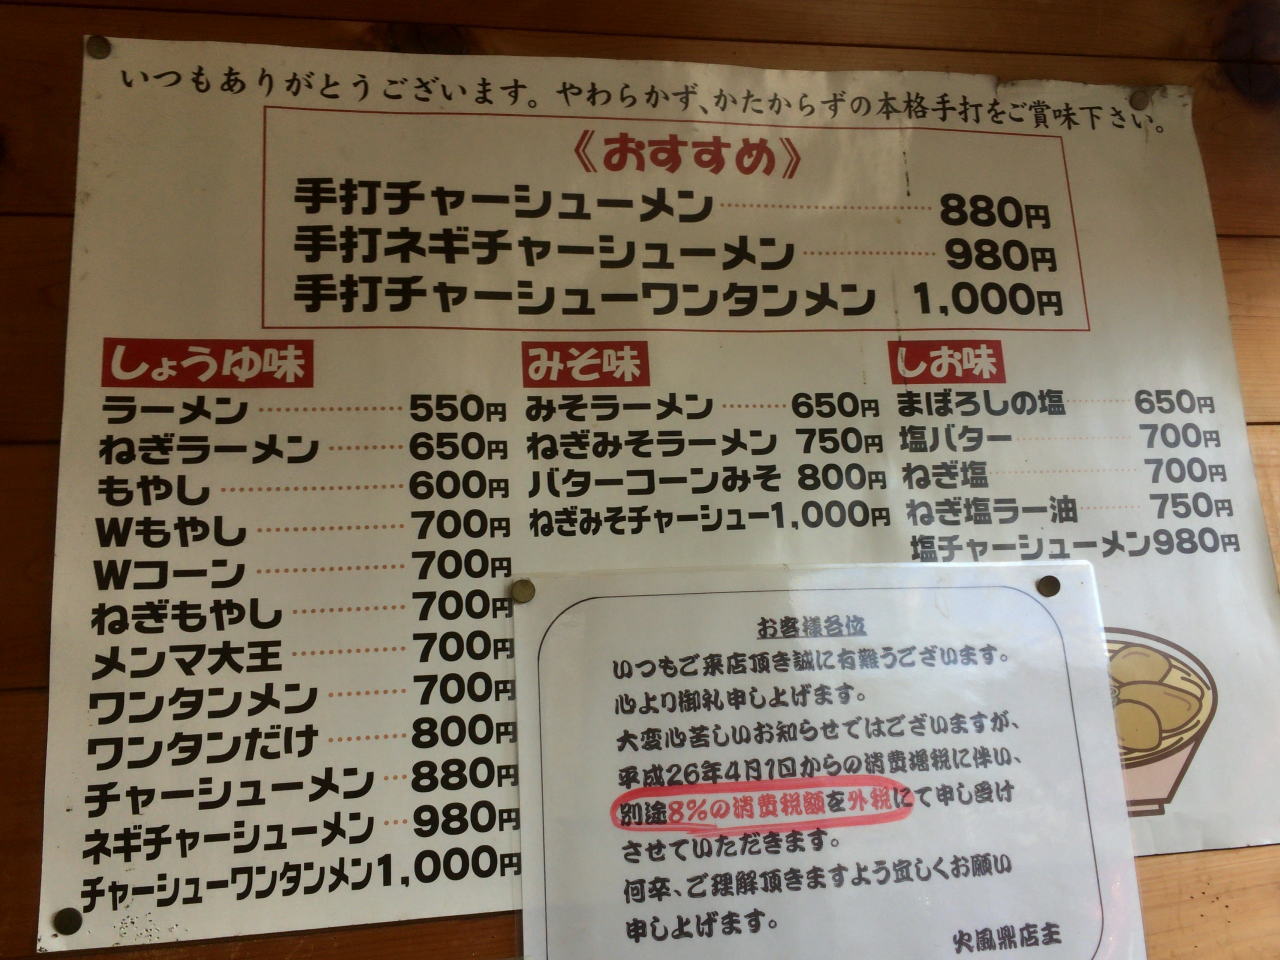 いつもありがとうございます。やわらかず、かたからずの本格手打をご賞味下さい。
《おすすめ》
手打チャーシューメン 880円
手打ネギチャーシューメン 980円
手打チャーシューワンタンメン 1,000円
しょうゆ味
ラーメン 550円
ねぎラーメン 650円
もやし 600円
Wもやし 700円
Wコーン 700円
ねぎもやし 700円
メンマ大王 700円
ワンタンメン 700円
ワンタンだけ 800円
チャーシューメン 880円
ネギチャーシューメン 980円
チャーシューワンタンメン 1,000円
みそ味
みそラーメン 650円
ねぎみそラーメン 750円
バターコーンみそ 800円
ねぎみそチャーシュー 1,000円
しお味
まぼろしの塩 650円
塩バター 700円
ねぎ塩 700円
ねぎ塩ラー油 750円
塩チャーシューメン 980円
お客様各位
いつもご来店頂き誠に有難うございます。
心より御礼申し上げます。
大変心苦しいお知らせではございますが、
平成26年4月1日からの消費増税に伴い、
別途8%の消費税額を外税にて申し受け
させていただきます。
何卒、ご理解頂きますよう宜しくお願い
申し上げます。
火風鼎店主